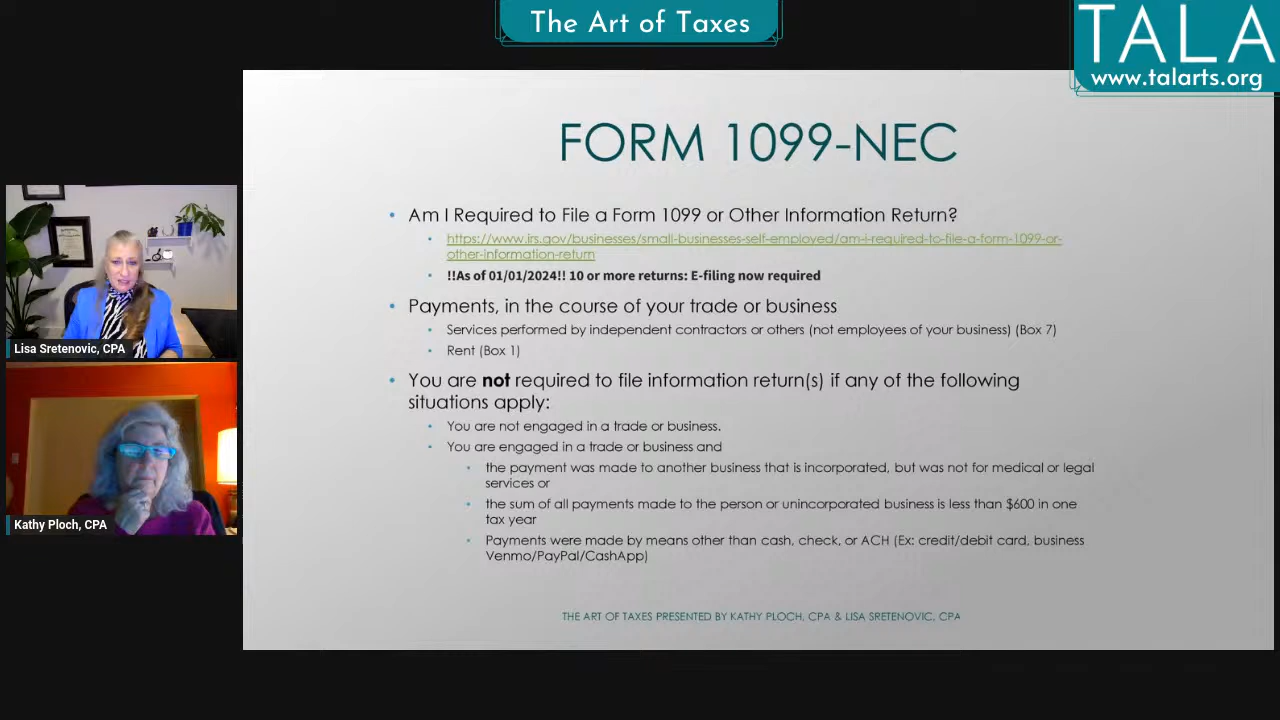 The Art of Taxes
TALA
www.talarts.org
FORM 1099-NEC
• Am I Required to File a Form 1099 or Other Information Return?
• https://www.irs.gov/businesses/small-businesses-self-employed/am-i-required-to-file-a-form-1099-or-
other-information-return
• !!As of 01/01/2024!! 10 or more returns: E-filing now required
• Payments, in the course of your trade or business
• Services performed by independent contractors or others (not employees of your business) (Box 7)
• Rent (Box 1)
• You are not required to file information return(s) if any of the following
situations apply:
• You are not engaged in a trade or business.
• You are engaged in a trade or business and
• the payment was made to another business that is incorporated, but was not for medical or legal
services or
• the sum of all payments made to the person or unincorporated business is less than $600 in one
tax year
• Payments were made by means other than cash, check, or ACH (Ex: credit/debit card, business
Venmo/PayPal/CashApp)
THE ART OF TAXES PRESENTED BY KATHY PLOCH, CPA & LISA SRETENOVIC, CPA
Lisa Sretenovic, CPA
Kathy Ploch, CPA